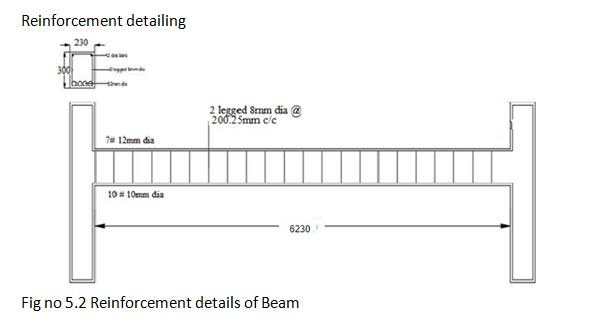 Reinforcement detailing
230
300
2 legged 8mm dia @
200.25mm c/c
7# 12mm dia
10 # 10mm dia
6230
Fig no 5.2 Reinforcement details of Beam